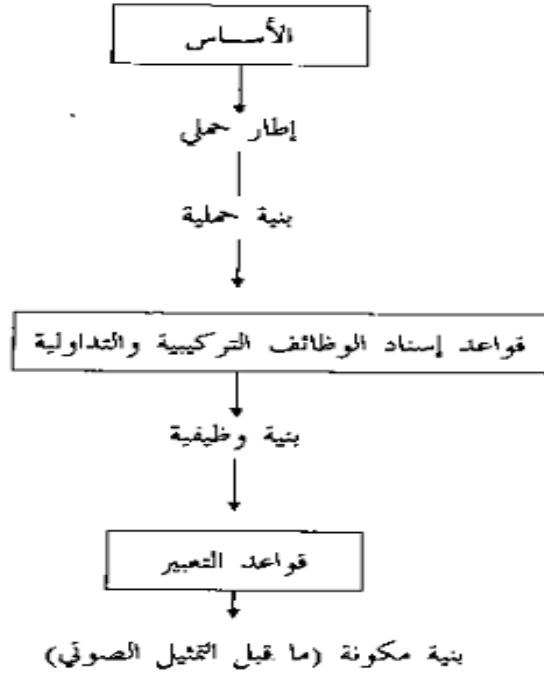 الأساس
إطار حملي
بنية حملية
قواعد إسناد الوظائف التركيبية والتداولية
بنية وظيفية
قواعد التعبير
بنية مكونة (ما قبل التمثيل الصوتي)